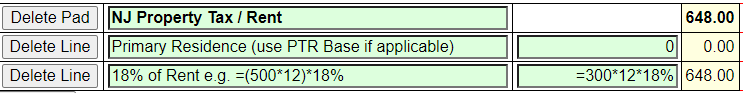 Delete Pad NJ Property Tax / Rent 648.00
Delete Line Primary Residence (use PTR Base if applicable) 0 0.00
Delete Line 18% of Rent e.g. =(500*12)*18% =300*12*18% 648.00